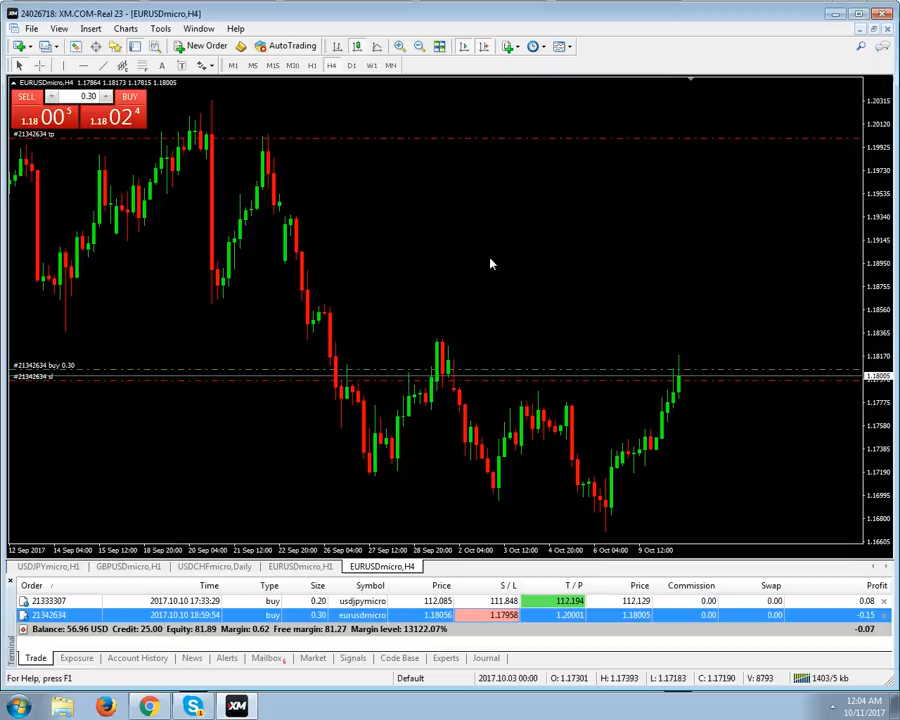 24026718: XM.COM-Real 23 - [EURUSDmicro,H4]
File View Insert Charts Tools Window Help
New Order AutoTrading
M1 M5 M15 M30 H1 H4 D1 W1 MN
EURUSDmicro,H4 1.17864 1.18173 1.17815 1.18005
SELL 0.30 BUY
1.18 00 5 1.18 02 4
#21342634 tp
#21342634 buy 0.30
#21342634 sl
1.20315
1.20120
1.19925
1.19730
1.19535
1.19340
1.19145
1.18950
1.18755
1.18560
1.18365
1.18170
1.18005
1.17775
1.17580
1.17385
1.17190
1.16995
1.16800
1.16605
12 Sep 2017 14 Sep 04:00 15 Sep 12:00 18 Sep 20:00 20 Sep 04:00 21 Sep 12:00 22 Sep 20:00 26 Sep 04:00 27 Sep 12:00 28 Sep 20:00 2 Oct 04:00 3 Oct 12:00 4 Oct 20:00 6 Oct 04:00 9 Oct 12:00
USDJPYmicro,H1 GBPUSDmicro,H1 USDCHFmicro,Daily EURUSDmicro,H1 EURUSDmicro,H4
Order Time Type Size Symbol Price S / L T / P Price Commission Swap Profit
21333307 2017.10.10 17:33:29 buy 0.20 usdjpymicro 112.085 111.848 112.194 112.129 0.00 0.00 0.08
21342634 2017.10.10 18:59:54 buy 0.30 eurusdmicro 1.18056 1.17958 1.20001 1.18005 0.00 0.00 -0.15
Balance: 56.96 USD Credit: 25.00 Equity: 81.89 Margin: 0.62 Free margin: 81.27 Margin level: 13122.07% -0.07
Terminal
Trade Exposure Account History News Alerts Mailbox 6 Market Signals Code Base Experts Journal
For Help, press F1 Default 2017.10.03 00:00 O: 1.17301 H: 1.17393 L: 1.17183 C: 1.17190 V: 8793 1403/5 kb
XM
12:04 AM
10/11/2017